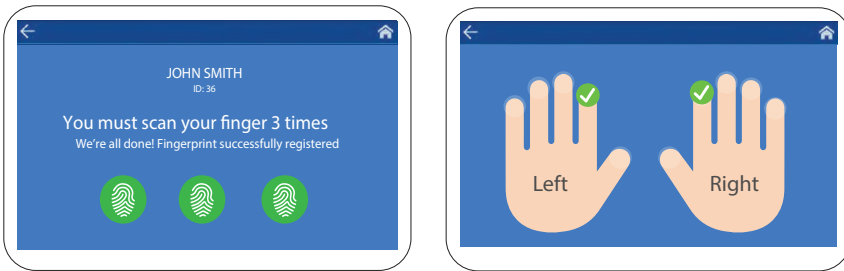 JOHN SMITH
ID: 36
You must scan your finger 3 times
We're all done! Fingerprint successfully registered
Left
Right